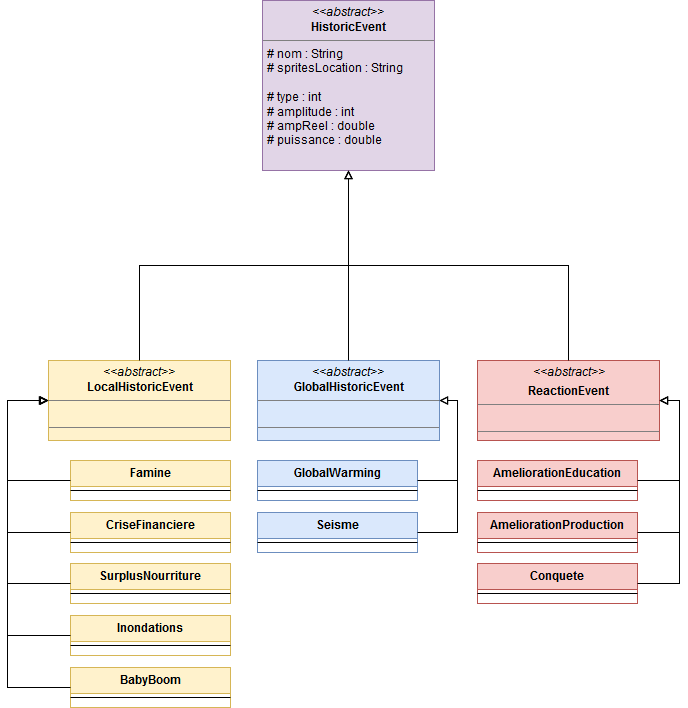 <<abstract>>
HistoricEvent
# nom : String
# spritesLocation : String
# type : int
# amplitude : int
# ampReel : double
# puissance : double
<<abstract>>
LocalHistoricEvent
Famine
CriseFinanciere
SurplusNourriture
Inondations
BabyBoom
<<abstract>>
GlobalHistoricEvent
GlobalWarming
Seisme
<<abstract>>
ReactionEvent
AmeliorationEducation
AmeliorationProduction
Conquete